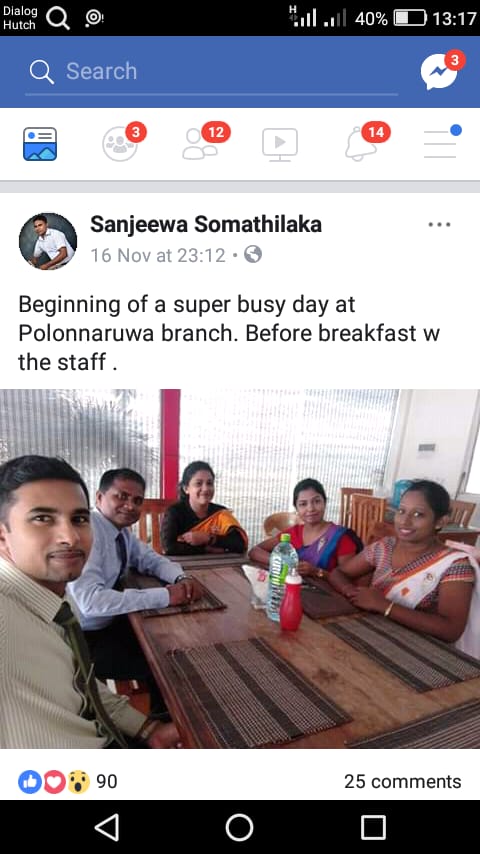 Dialog
Hutch
H
40%
13:17
Search
3
3
12
14
Sanjeewa Somathilaka
16 Nov at 23:12
Beginning of a super busy day at
Polonnaruwa branch. Before breakfast w
the staff .
90
25 comments